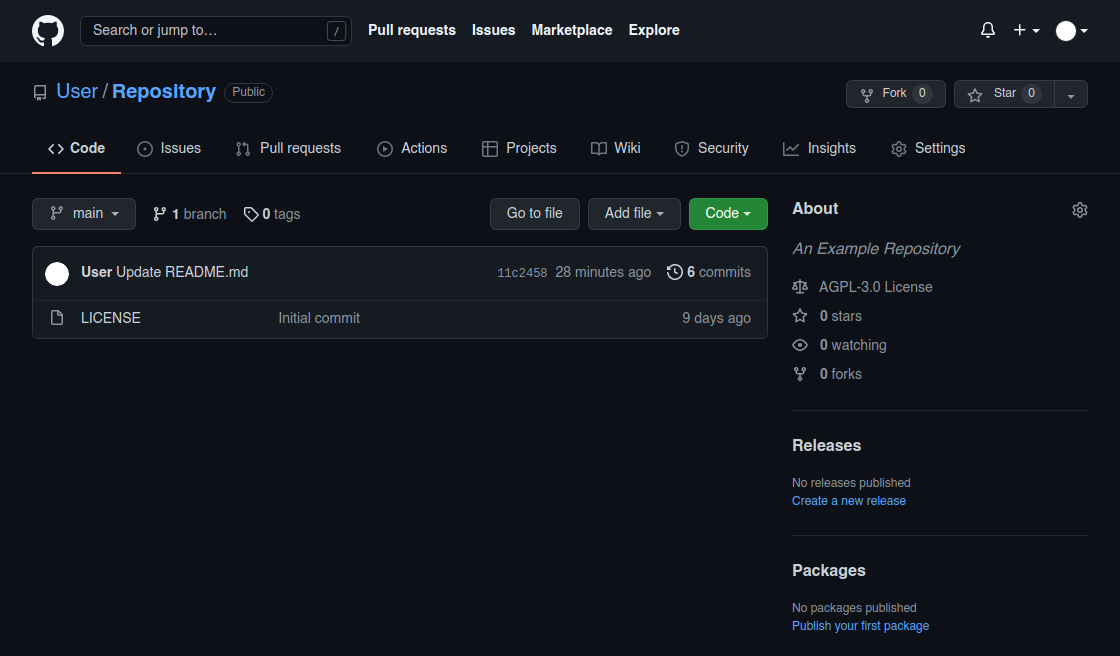 Search or jump to... / Pull requests Issues Marketplace Explore
User / Repository Public Fork 0 Star 0
Code Issues Pull requests Actions Projects Wiki Security Insights Settings
main 1 branch 0 tags Go to file Add file Code
User Update README.md 11c2458 28 minutes ago 6 commits
LICENSE Initial commit 9 days ago
About
An Example Repository
AGPL-3.0 License
0 stars
0 watching
0 forks
Releases
No releases published
Create a new release
Packages
No packages published
Publish your first package